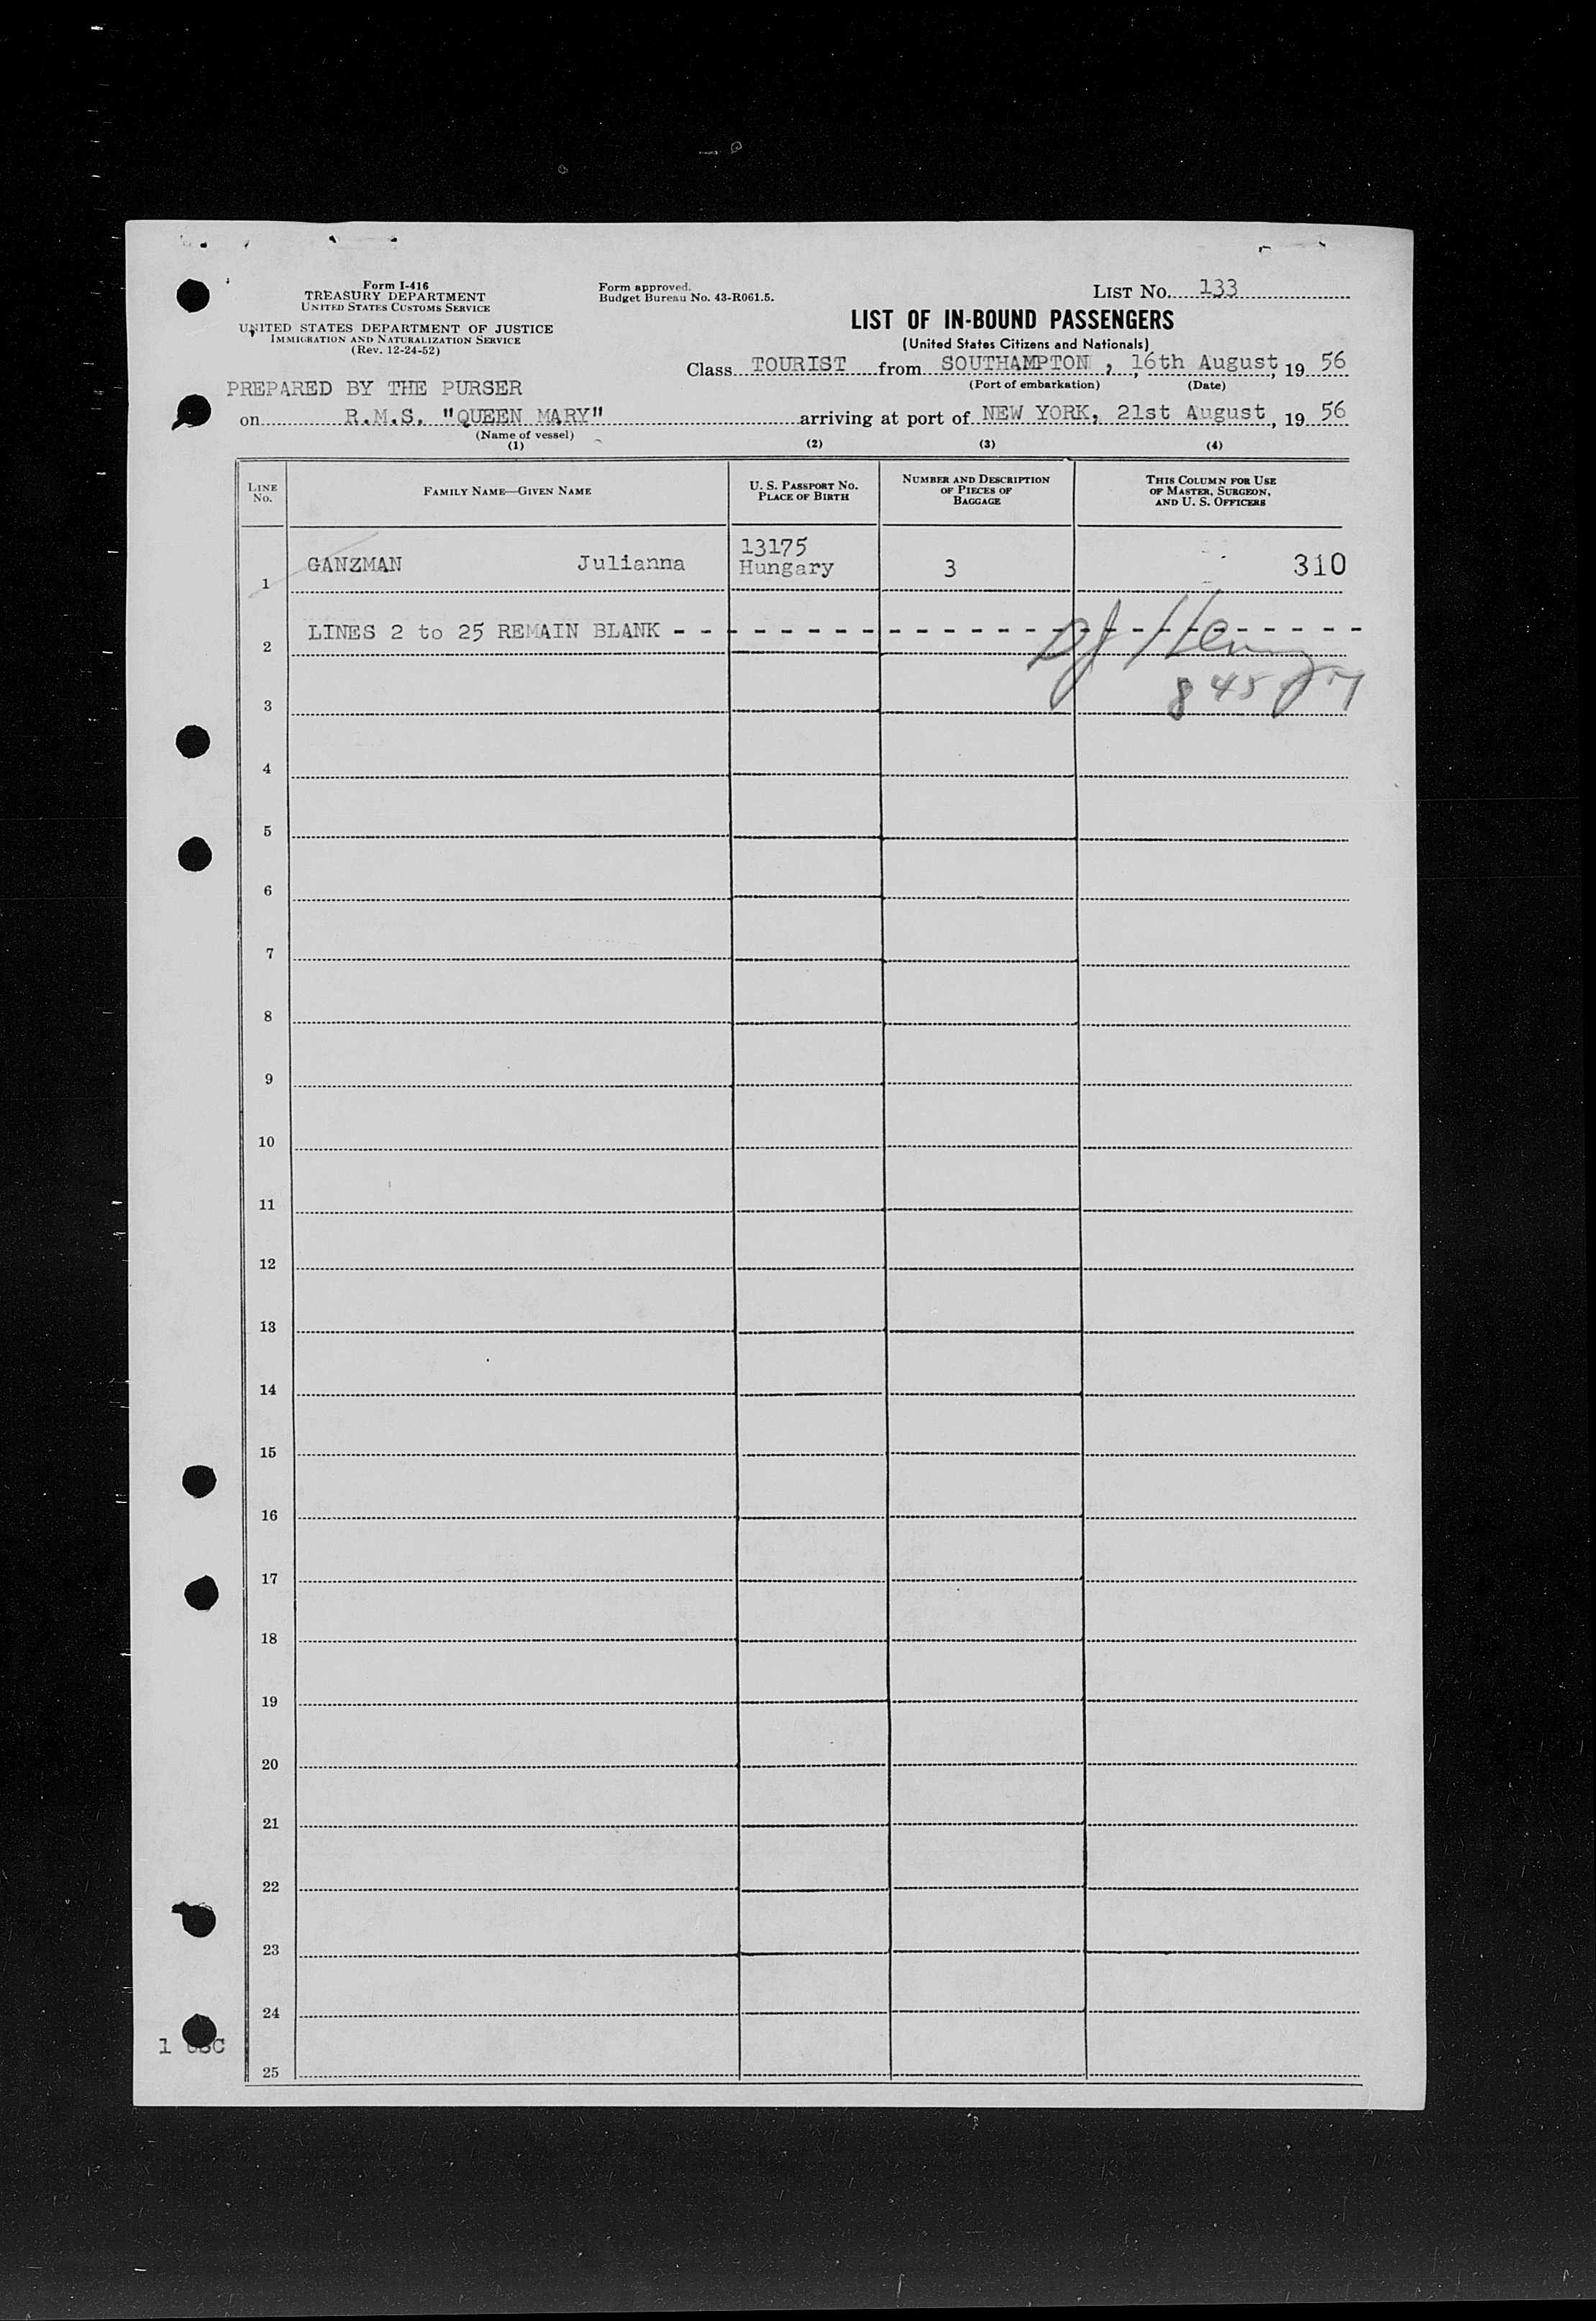 Form I-416
TREASURY DEPARTMENT
UNITED STATES CUSTOMS SERVICE
UNITED STATES DEPARTMENT OF JUSTICE
IMMIGRATION AND NATURALIZATION SERVICE
(Rev. 12-24-52)
Form approved.
Budget Bureau No. 43-R061.5.
LIST NO. 133
LIST OF IN-BOUND PASSENGERS
(United States Citizens and Nationals)
Class TOURIST from SOUTHAMPTON, 16th August, 19 56
(Port of embarkation) (Date)
PREPARED BY THE PURSER
on R.M.S. "QUEEN MARY" arriving at port of NEW YORK, 21st August, 19 56
(Name of vessel)
(1) (2) (3) (4)
LINE NO. FAMILY NAME—GIVEN NAME U. S. PASSPORT NO. PLACE OF BIRTH NUMBER AND DESCRIPTION OF PIECES OF BAGGAGE THIS COLUMN FOR USE OF MASTER, SURGEON, AND U. S. OFFICERS
1 GANZMAN Julianna 13175 Hungary 3 310
2 LINES 2 to 25 REMAIN BLANK - - - - - - - - - - - - - - - - - - - - - - - -
3 845
4
5
6
7
8
9
10
11
12
13
14
15
16
17
18
19
20
21
22
23
24
1
25